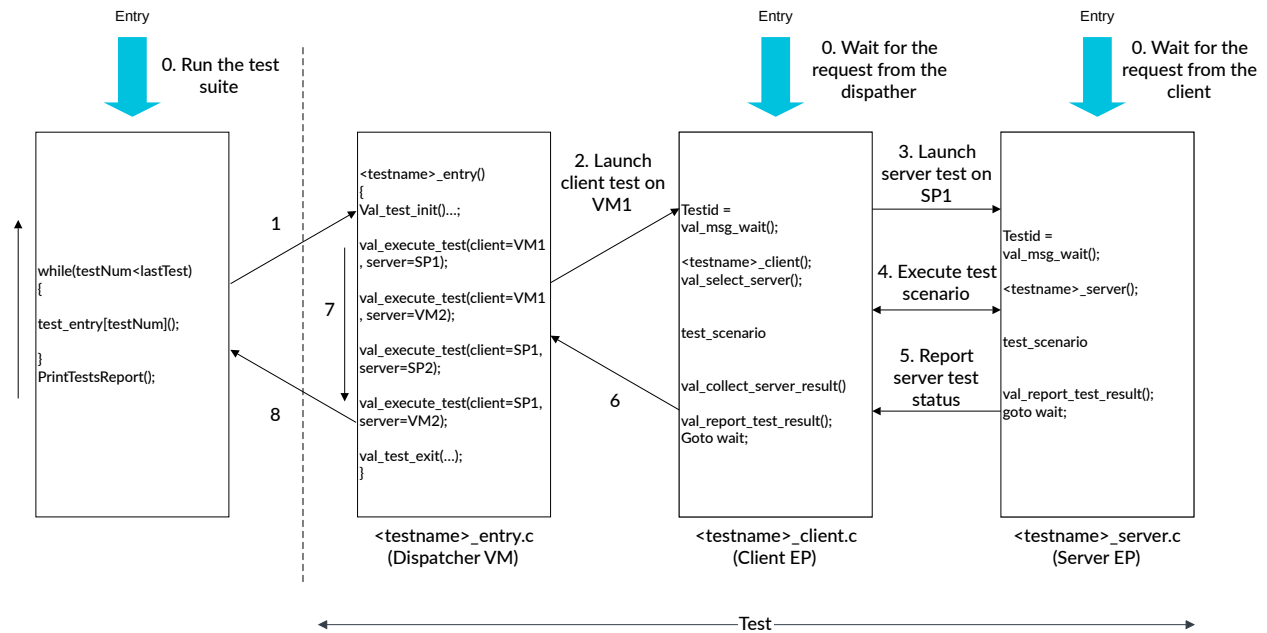 Entry
0. Run the test
suite
while(testNum<lastTest)
{
test_entry[testNum]();
}
PrintTestsReport();
1
8
<testname>_entry()
{
Val_test_init()...;
val_execute_test(client=VM1
, server=SP1);
val_execute_test(client=VM1
, server=VM2);
val_execute_test(client=SP1,
server=SP2);
val_execute_test(client=SP1,
server=VM2);
val_test_exit(...);
}
7
<testname>_entry.c
(Dispatcher VM)
2. Launch
client test on
VM1
6
Entry
0. Wait for the
request from the
dispather
Testid =
val_msg_wait();
<testname>_client();
val_select_server();
test_scenario
val_collect_server_result()
val_report_test_result();
Goto wait;
<testname>_client.c
(Client EP)
3. Launch
server test on
SP1
4. Execute test
scenario
5. Report
server test
status
Entry
0. Wait for the
request from the
client
Testid =
val_msg_wait();
<testname>_server();
test_scenario
val_report_test_result();
goto wait;
<testname>_server.c
(Server EP)
Test